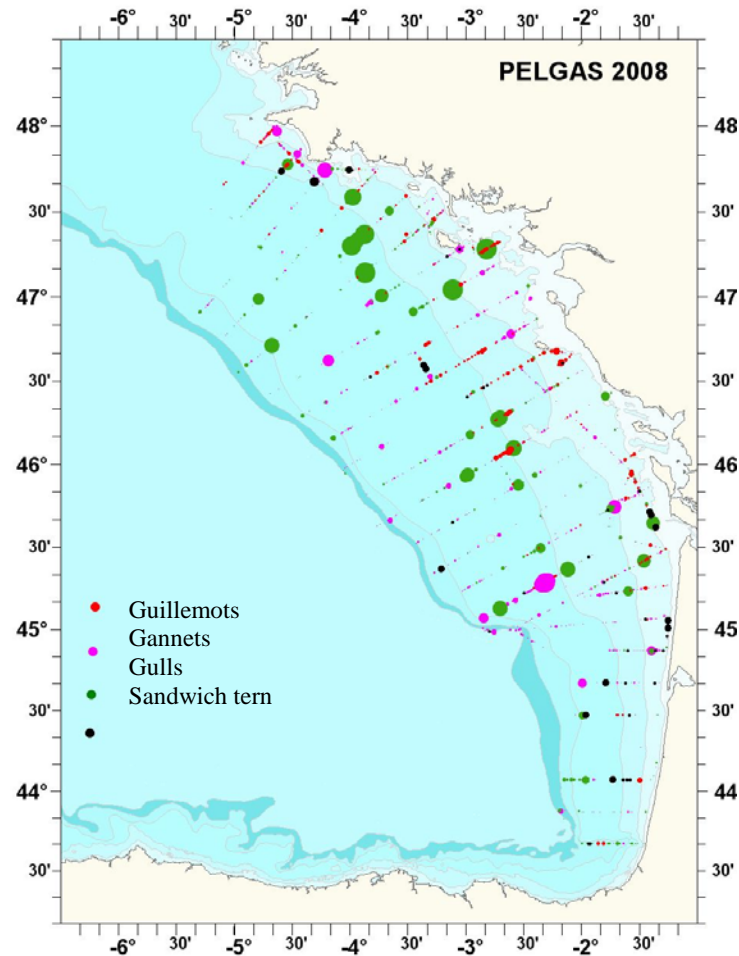 -6° 30' -5° 30' -4° 30' -3° 30' -2° 30'
PELGAS 2008
48° 48
30' 30'
47° 47
30' 30'
46° 46
30' 30'
Guillemots
45° 45
Gannets
Gulls
Sandwich tern
30' 30'
44° 44
30' 30'
-6° 30' -5° 30' -4° 30' -3° 30' -2° 30'